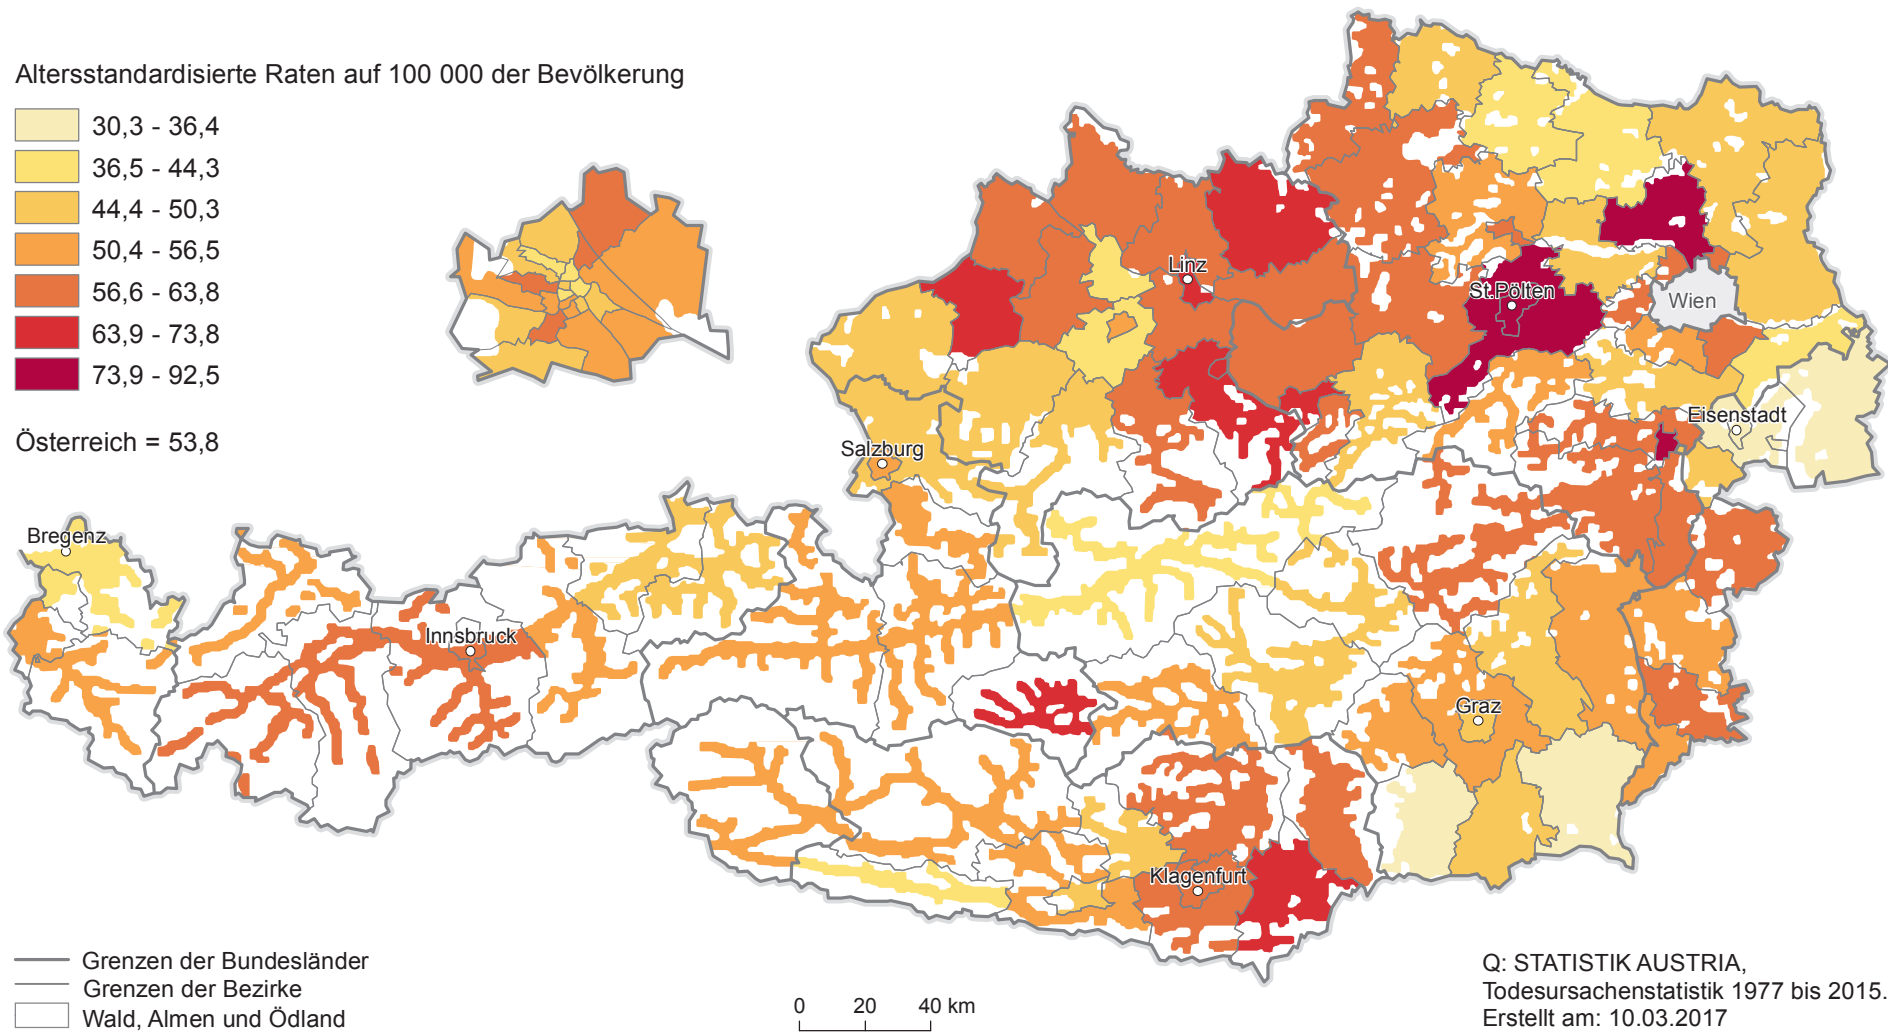 Altersstandardisierte Raten auf 100 000 der Bevölkerung
30,3 - 36,4
36,5 - 44,3
44,4 - 50,3
50,4 - 56,5
56,6 - 63,8
63,9 - 73,8
73,9 - 92,5
Österreich = 53,8
Linz
St.Pölten
Wien
Eisenstadt
Salzburg
Bregenz
Innsbruck
Graz
Klagenfurt
Grenzen der Bundesländer
Grenzen der Bezirke
Wald, Almen und Ödland
0 20 40 km
Q: STATISTIK AUSTRIA,
Todesursachenstatistik 1977 bis 2015.
Erstellt am: 10.03.2017